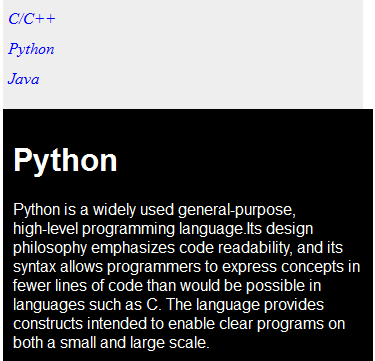 C/C++
Python
Java
Python
Python is a widely used general-purpose,
high-level programming language.Its design
philosophy emphasizes code readability, and its
syntax allows programmers to express concepts in
fewer lines of code than would be possible in
languages such as C. The language provides
constructs intended to enable clear programs on
both a small and large scale.